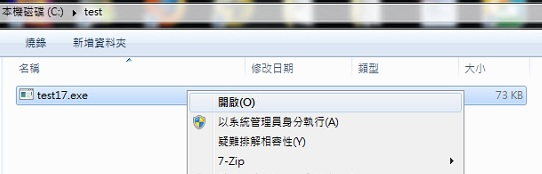 本機磁碟 (C:) ▸ test
燒錄 新增資料夾
名稱 修改日期 類型 大小
test17.exe 73 KB
開啟(O)
以系統管理員身分執行(A)
疑難排解相容性(Y)
7-Zip